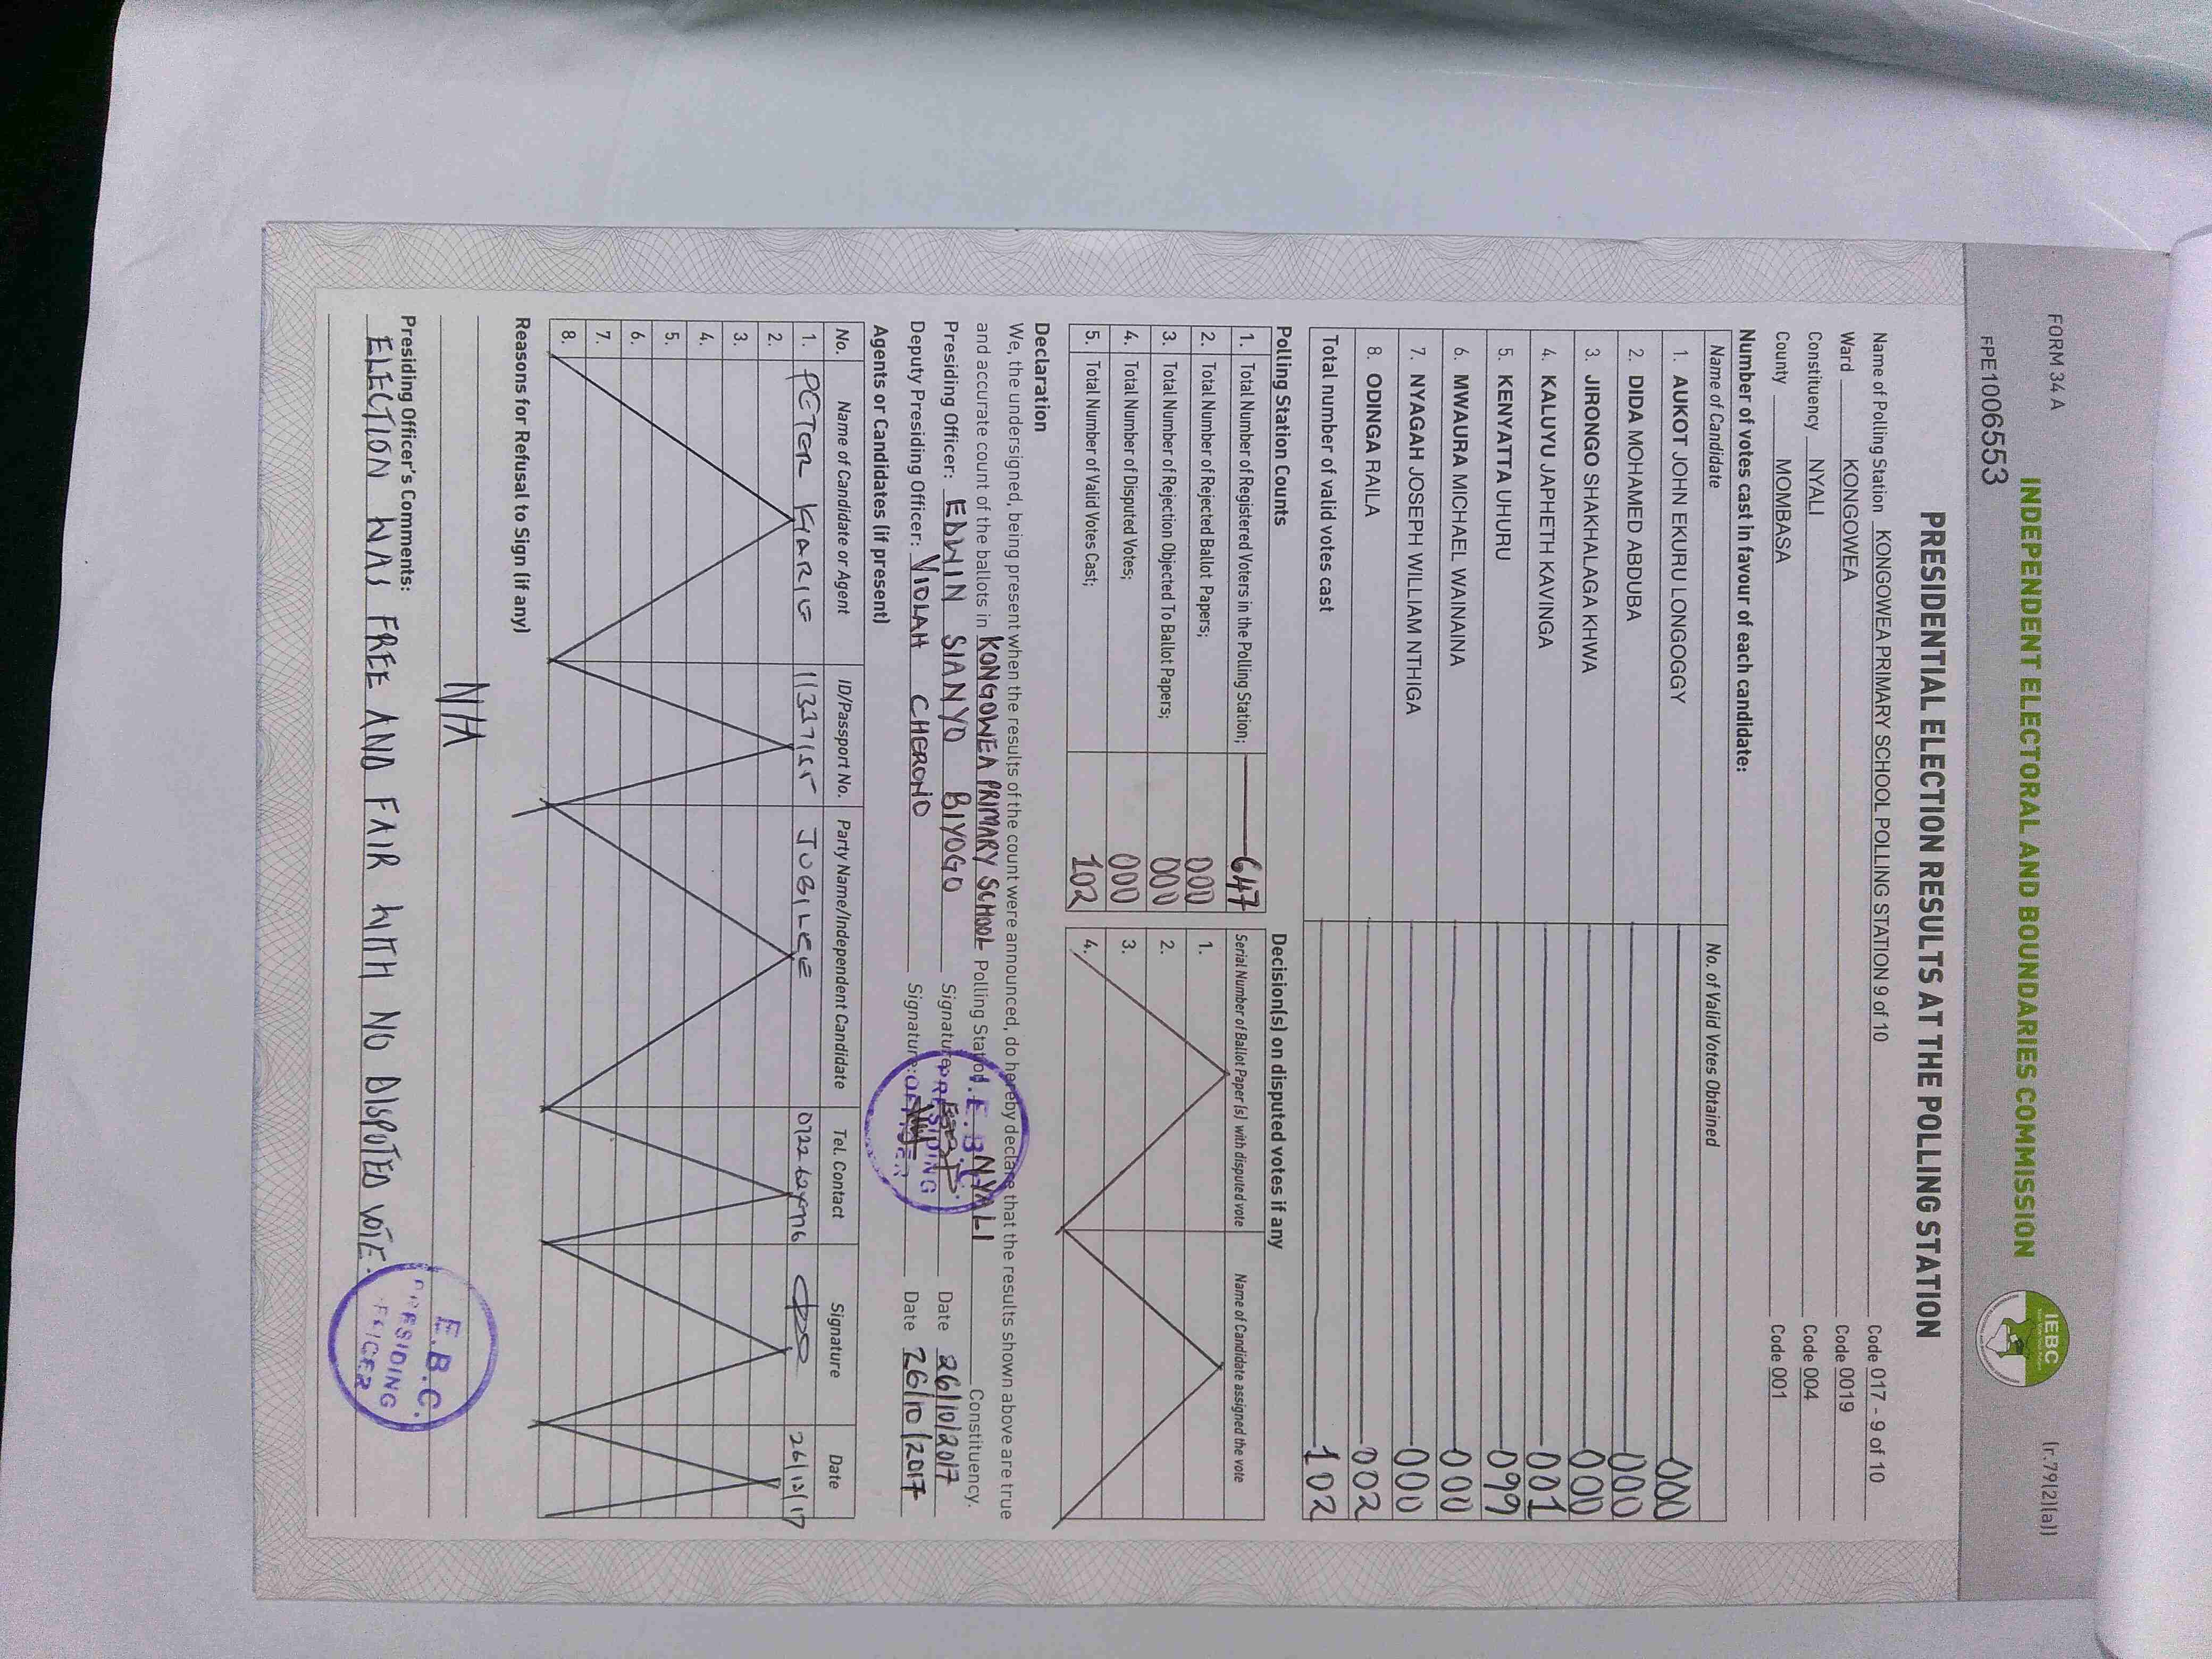 FORM 34 A
(r.79(2)(a))
INDEPENDENT ELECTORAL AND BOUNDARIES COMMISSION
IEBC
FPE1006553
PRESIDENTIAL ELECTION RESULTS AT THE POLLING STATION
Name of Polling Station KONGOWEA PRIMARY SCHOOL POLLING STATION 9 of 10 Code 017 - 9 of 10
Ward KONGOWEA Code 0019
Constituency NYALI Code 004
County MOMBASA Code 001
Number of votes cast in favour of each candidate:
Name of Candidate No. of Valid Votes Obtained
1. AUKOT JOHN EKURU LONGOGGY 000
2. DIDA MOHAMED ABDUBA 000
3. JIRONGO SHAKHALAGA KHWA 000
4. KALUYU JAPHETH KAVINGA 001
5. KENYATTA UHURU 099
6. MWAURA MICHAEL WAINAINA 000
7. NYAGAH JOSEPH WILLIAM NTHIGA 000
8. ODINGA RAILA 002
Total number of valid votes cast 102
Polling Station Counts Decision(s) on disputed votes if any
1. Total Number of Registered Voters in the Polling Station; 647 Serial Number of Ballot Paper (s) with disputed vote Name of Candidate assigned the vote
2. Total Number of Rejected Ballot Papers; 000 1.
3. Total Number of Rejection Objected To Ballot Papers; 000 2.
4. Total Number of Disputed Votes; 000 3.
5. Total Number of Valid Votes Cast; 102 4.
Declaration
We, the undersigned, being present when the results of the count were announced, do hereby declare that the results shown above are true
and accurate count of the ballots in KONGOWEA PRIMARY SCHOOL Polling Station, NYALI Constituency.
Presiding Officer: EDWIN SIANYO BIYOGO Signature: Date 26/10/2017
Deputy Presiding Officer: VIOLAH CHERONO Signature: Date 26/10/2017
I.E.B.C.
PRESIDING
OFFICER
Agents or Candidates (if present)
No. Name of Candidate or Agent ID/Passport No. Party Name/Independent Candidate Tel. Contact Signature Date
1. PETER KARIU JUBILEE 26/10/17
2.
3.
4.
5.
6.
7.
8.
Reasons for Refusal to Sign (if any)
N/A
Presiding Officer's Comments:
ELECTION WAS FREE AND FAIR WITH NO DISPUTED VOTE.
E.B.C.
PRESIDING
OFFICER